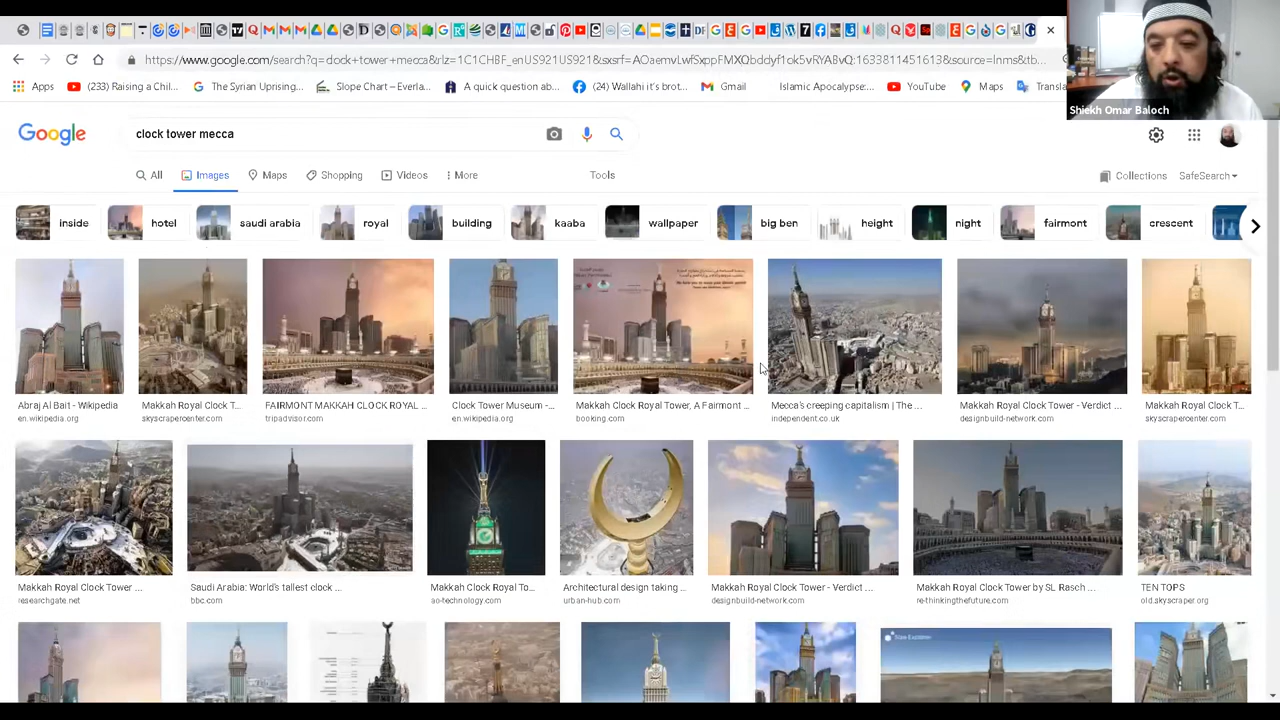 https://www.google.com/search?q=clock+tower+mecca&rlz=1C1CHBF_enUS921US921&sxsrf=
Apps
(233) Raising a Chil...
The Syrian Uprising...
Slope Chart – Everla...
A quick question ab...
(24) Wallahi it's brot...
Gmail
Islamic Apocalypse:...
YouTube
Maps
Transla
Shiekh Omar Baloch
Google
clock tower mecca
All
Images
Maps
Shopping
Videos
More
Tools
Collections
SafeSearch
inside
hotel
saudi arabia
royal
building
kaaba
wallpaper
big ben
height
night
fairmont
crescent
Abraj Al Bait - Wikipedia
en.wikipedia.org
Makkah Royal Clock T...
skyscrapercenter.com
FAIRMONT MAKKAH CLOCK ROYAL ...
tripadvisor.com
Clock Tower Museum -...
en.wikipedia.org
Makkah Clock Royal Tower, A Fairmont ...
booking.com
Mecca's creeping capitalism | The ...
independent.co.uk
Makkah Royal Clock Tower - Verdict ...
designbuild-network.com
Makkah Royal Clock T...
skyscrapercenter.com
Makkah Royal Clock Tower ...
researchgate.net
Saudi Arabia: World's tallest clock ...
bbc.com
Makkah Clock Royal To...
ao-technology.com
Architectural design taking ...
urban-hub.com
Makkah Royal Clock Tower - Verdict ...
designbuild-network.com
Makkah Royal Clock Tower by SL Rasch ...
re-thinkingthefuture.com
TEN TOPS
old.skyscraper.org